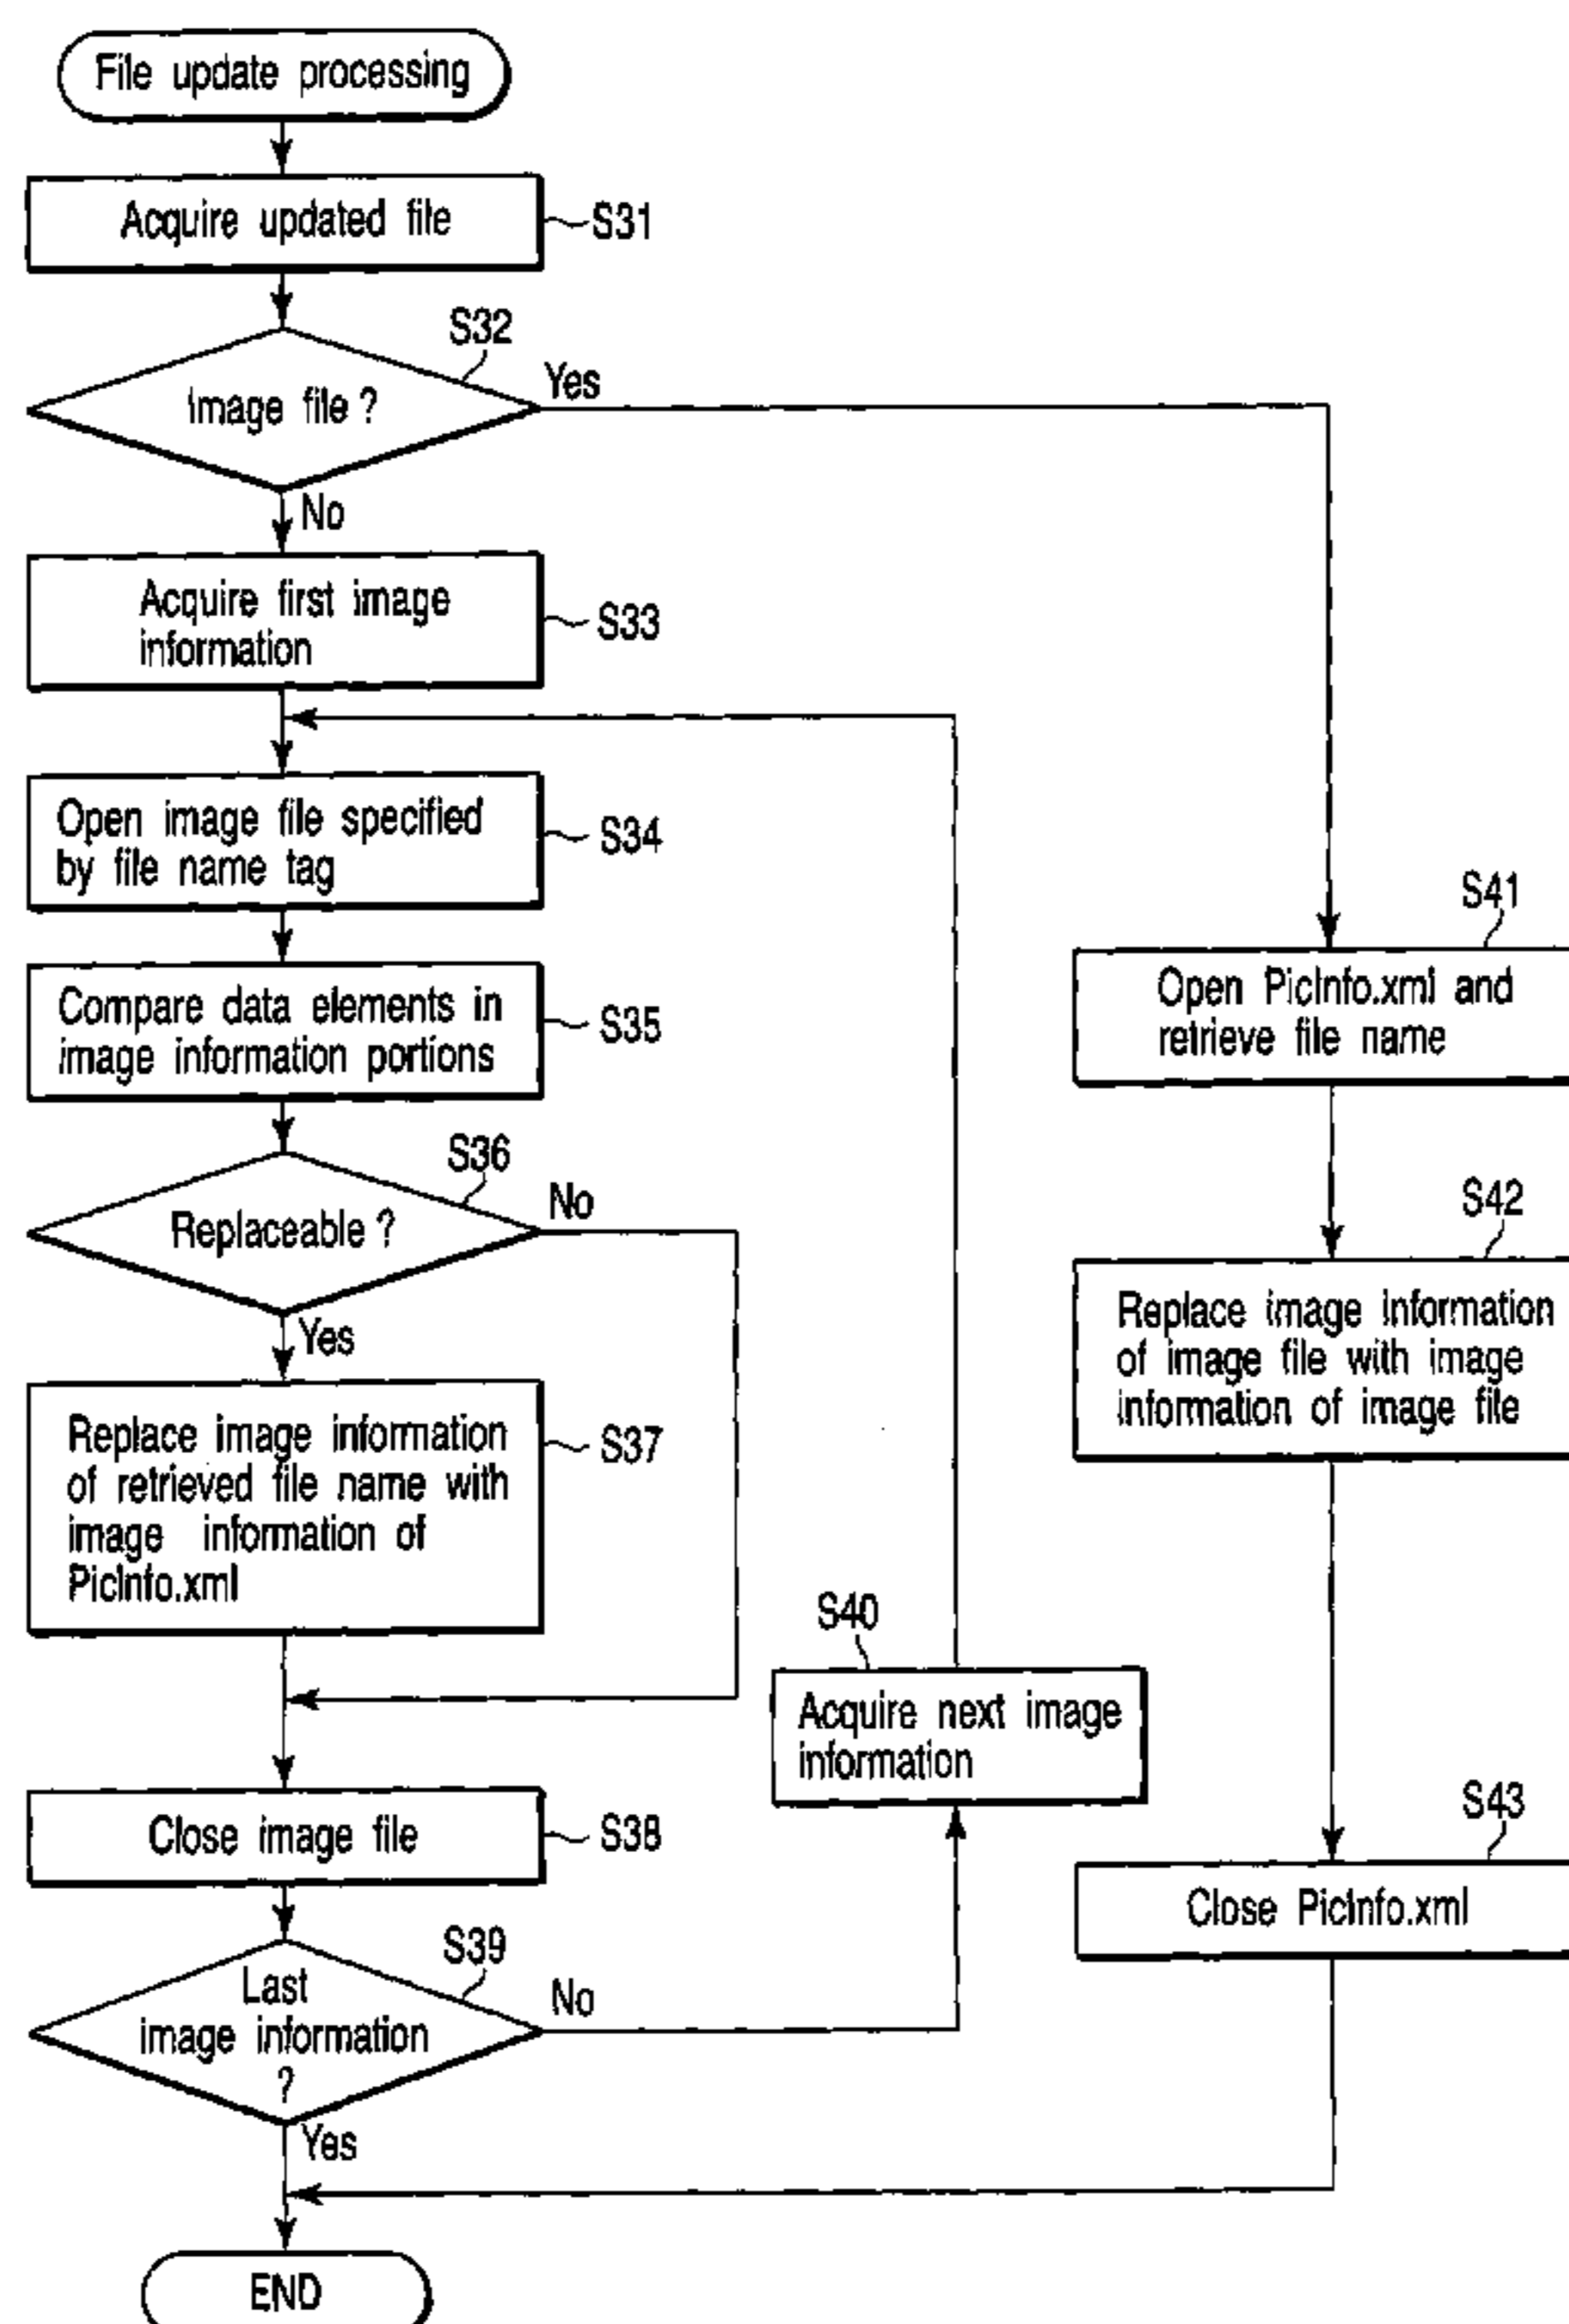 File update processing
Acquire updated file
S31
S32
Image file ?
Yes
No
Acquire first image
information
S33
Open image file specified
by file name tag
S34
Compare data elements in
image information portions
S35
S36
Replaceable ?
No
Yes
Replace image information
of retrieved file name with
image information of
PicInfo.xml
S37
Close image file
S38
S39
Last
image information
?
No
Yes
S40
Acquire next image
information
S41
Open PicInfo.xml and
retrieve file name
S42
Replace image information
of image file with image
information of image file
S43
Close PicInfo.xml
END